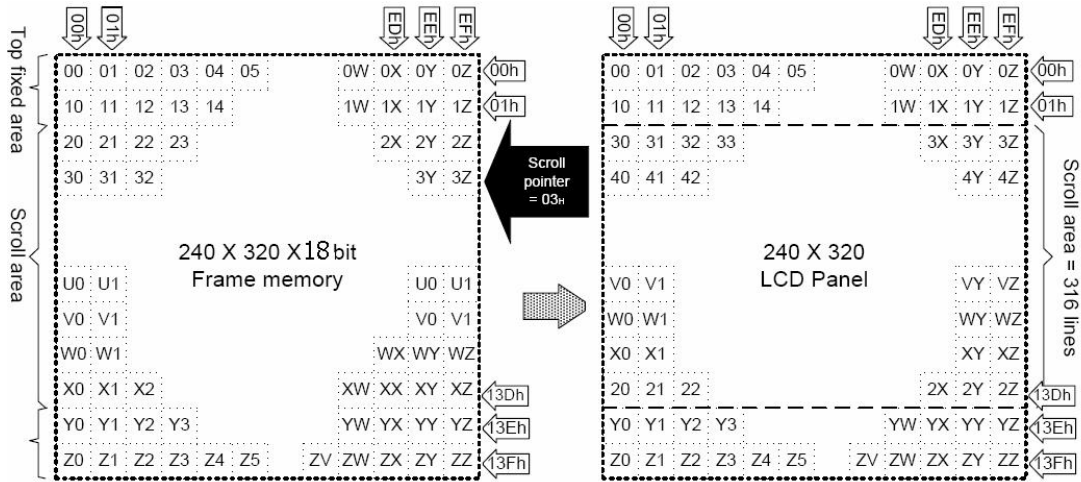 00h 01h EDh EEh EFh 00h 01h EDh EEh EFh
Top fixed area
00 01 02 03 04 05 0W 0X 0Y 0Z 00h 00 01 02 03 04 05 0W 0X 0Y 0Z 00h
10 11 12 13 14 1W 1X 1Y 1Z 01h 10 11 12 13 14 1W 1X 1Y 1Z 01h
20 21 22 23 2X 2Y 2Z 30 31 32 33 3X 3Y 3Z
30 31 32 3Y 3Z 40 41 42 4Y 4Z
Scroll
pointer
= 03H
Scroll area
240 X 320 X18 bit
Frame memory
240 X 320
LCD Panel
Scroll area = 316 lines
U0 U1 U0 U1 V0 V1 VY VZ
V0 V1 V0 V1 W0 W1 WY WZ
W0 W1 WX WY WZ X0 X1 XY XZ
X0 X1 X2 XW XX XY XZ 13Dh 20 21 22 2X 2Y 2Z 13Dh
Y0 Y1 Y2 Y3 YW YX YY YZ 13Eh Y0 Y1 Y2 Y3 YW YX YY YZ 13Eh
Z0 Z1 Z2 Z3 Z4 Z5 ZV ZW ZX ZY ZZ 13Fh Z0 Z1 Z2 Z3 Z4 Z5 ZV ZW ZX ZY ZZ 13Fh